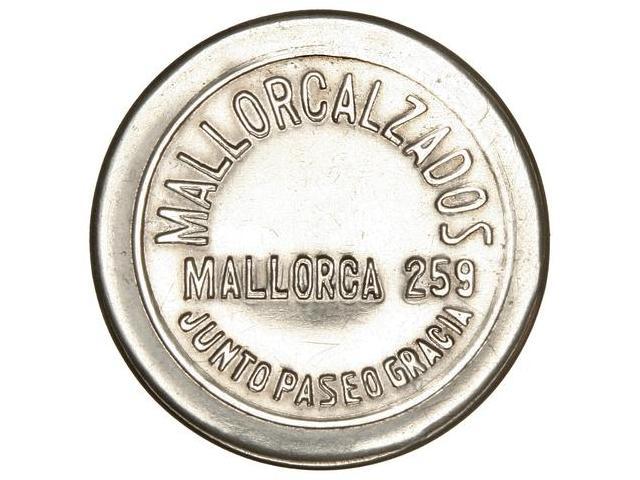 MALLORCALZADOS
MALLORCA 259
JUNTO PASEO GRACIA